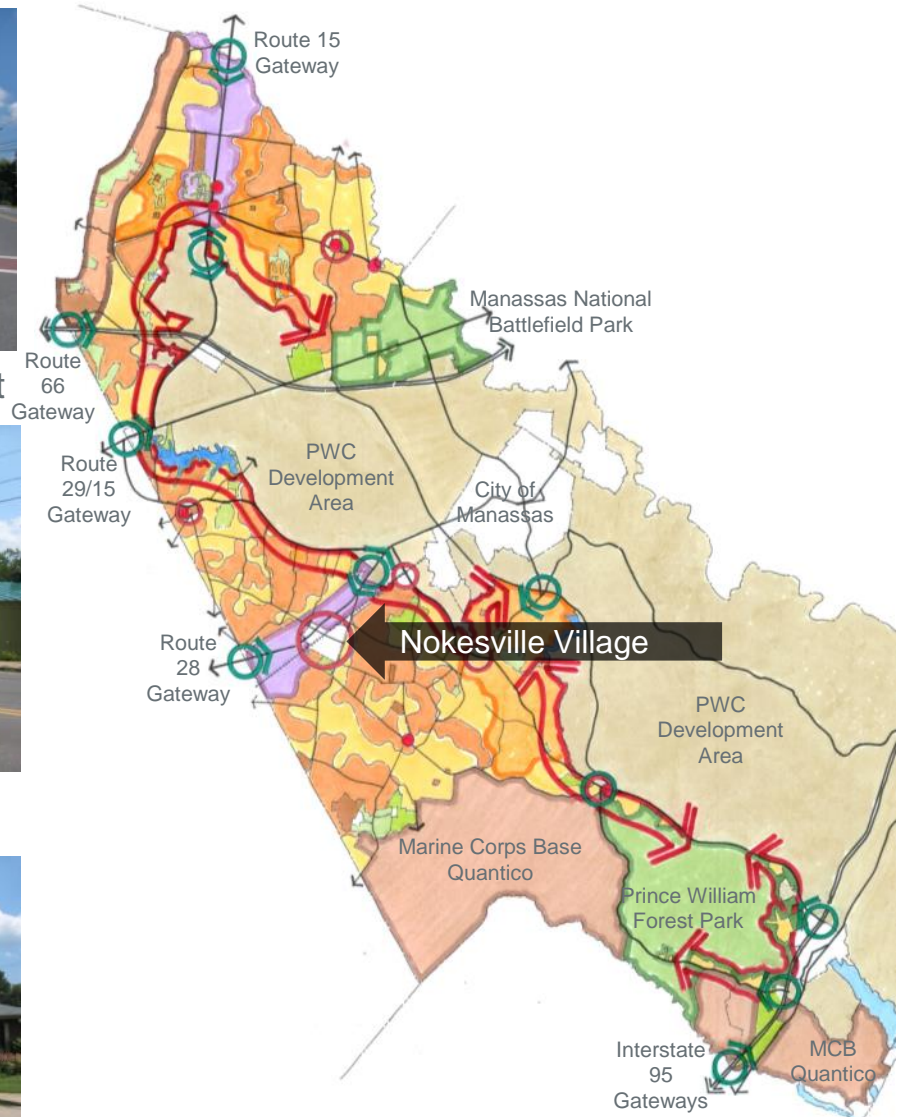 Route 15
Gateway
Manassas National
Battlefield Park
t
Route
66
Gateway
Route
29/15
Gateway
PWC
Development
Area
City of
Manassas
Route
28
Gateway
Nokesville Village
PWC
Development
Area
Marine Corps Base
Quantico
Prince William
Forest Park
Interstate
95
Gateways
MCB
Quantico